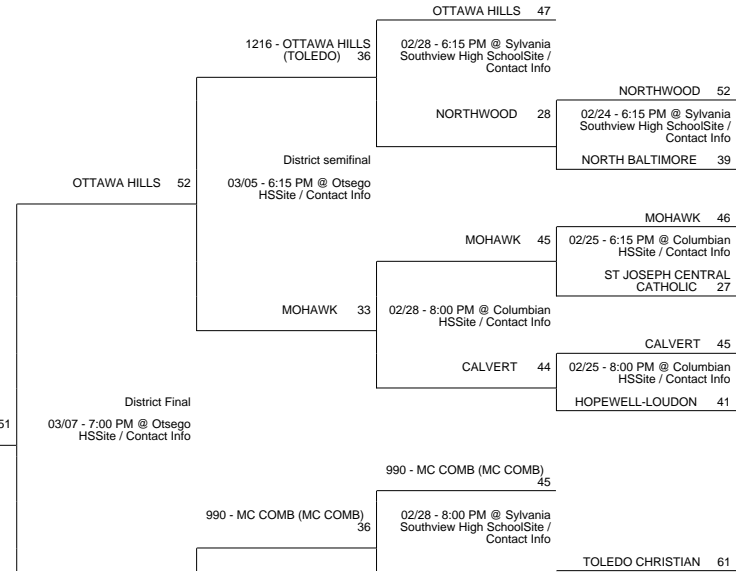 OTTAWA HILLS 47
1216 - OTTAWA HILLS
(TOLEDO) 36
02/28 - 6:15 PM @ Sylvania
Southview High SchoolSite /
Contact Info
NORTHWOOD 52
NORTHWOOD 28
02/24 - 6:15 PM @ Sylvania
Southview High SchoolSite /
Contact Info
NORTH BALTIMORE 39
District semifinal
OTTAWA HILLS 52
03/05 - 6:15 PM @ Otsego
HSSite / Contact Info
MOHAWK 46
MOHAWK 45
02/25 - 6:15 PM @ Columbian
HSSite / Contact Info
ST JOSEPH CENTRAL
CATHOLIC 27
MOHAWK 33
02/28 - 8:00 PM @ Columbian
HSSite / Contact Info
CALVERT 45
CALVERT 44
02/25 - 8:00 PM @ Columbian
HSSite / Contact Info
HOPEWELL-LOUDON 41
District Final
51
03/07 - 7:00 PM @ Otsego
HSSite / Contact Info
990 - MC COMB (MC COMB)
45
990 - MC COMB (MC COMB)
36
02/28 - 8:00 PM @ Sylvania
Southview High SchoolSite /
Contact Info
TOLEDO CHRISTIAN 61